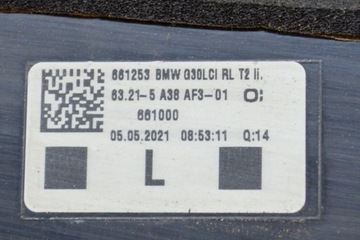 661253 BMW G30LCI RL T2 li.
63.21-5 A38 AF3-01 O;
661000
05.05.2021 08:53:11 Q:14
L